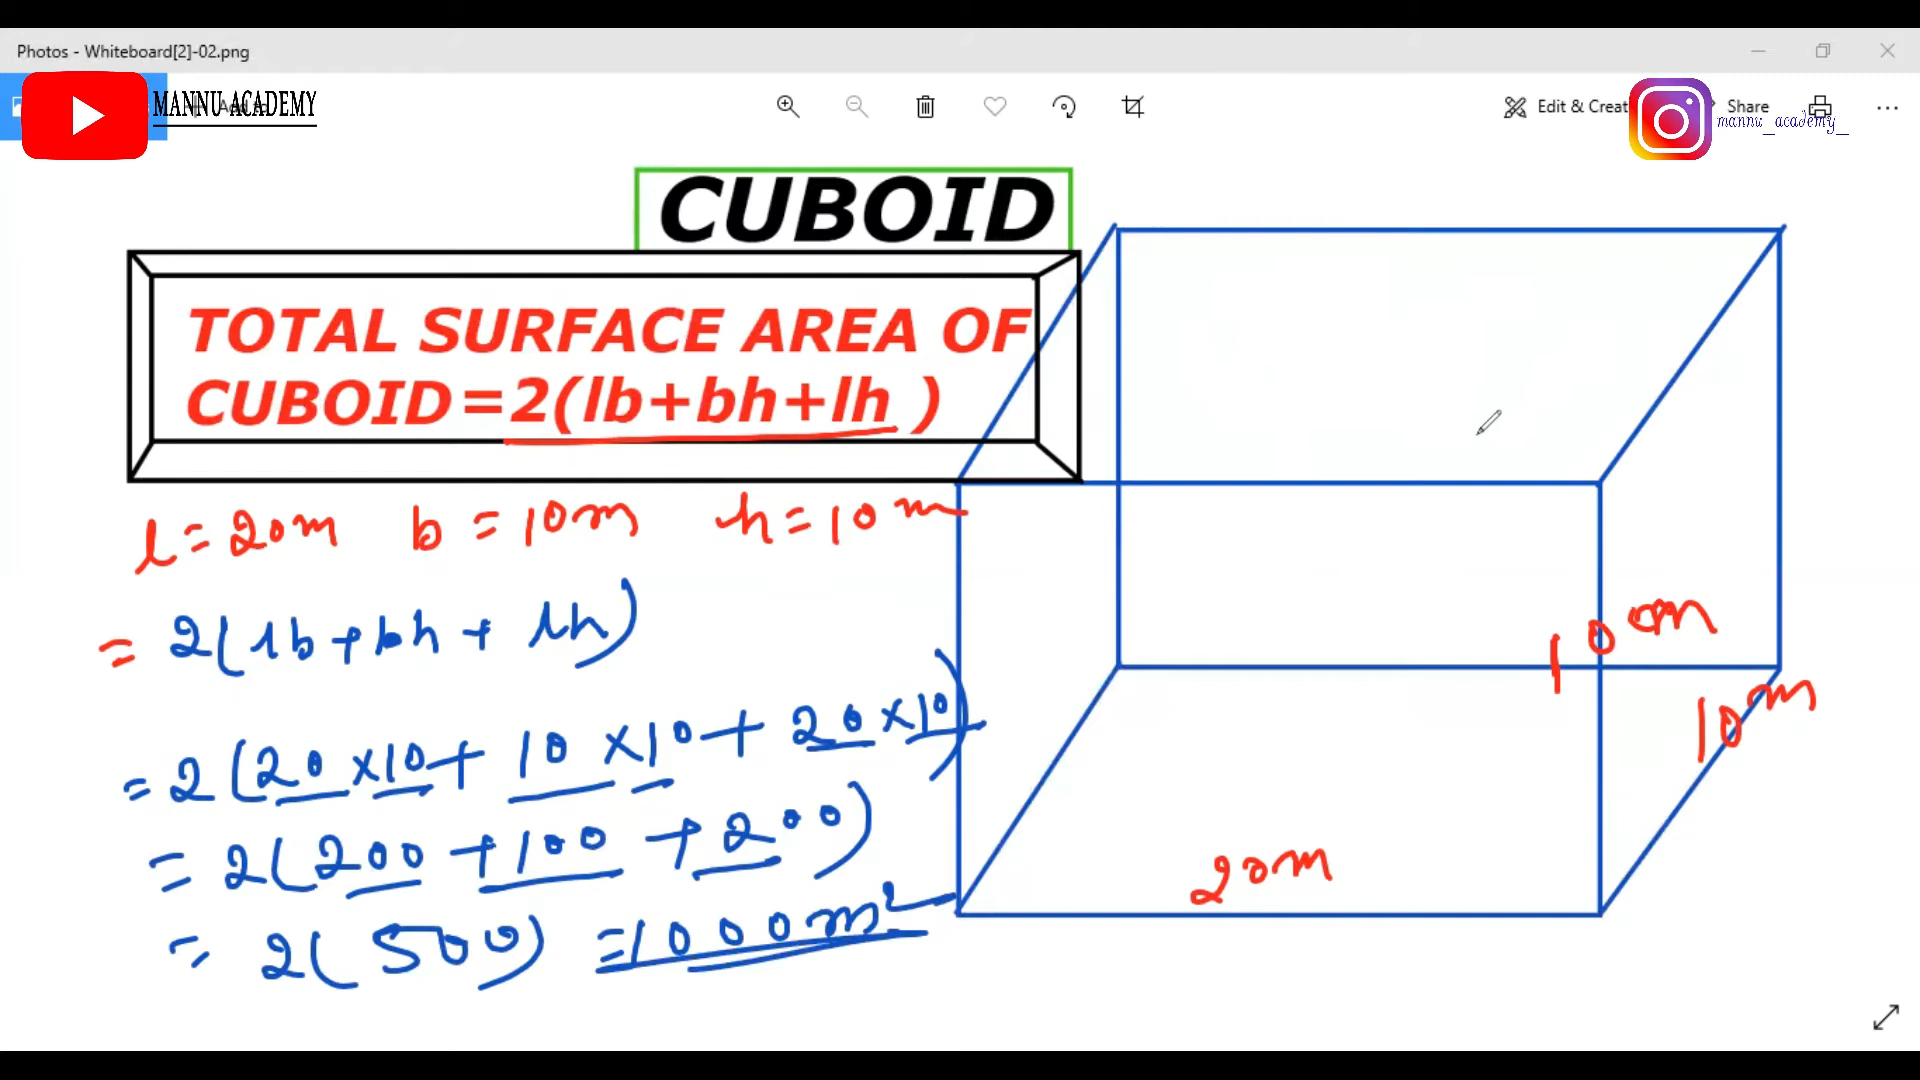 Photos - Whiteboard[2]-02.png
MANNU ACADEMY
Edit & Creat
Share
mannu_academy_
CUBOID
TOTAL SURFACE AREA OF
CUBOID =2(lb+bh+lh )
l = 20m b = 10m h = 10m
= 2(lb+bh+lh)
= 2(20×10+10×10+20×10)
= 2(200+100+200)
= 2(500) =1000m²
10m
10m
20m